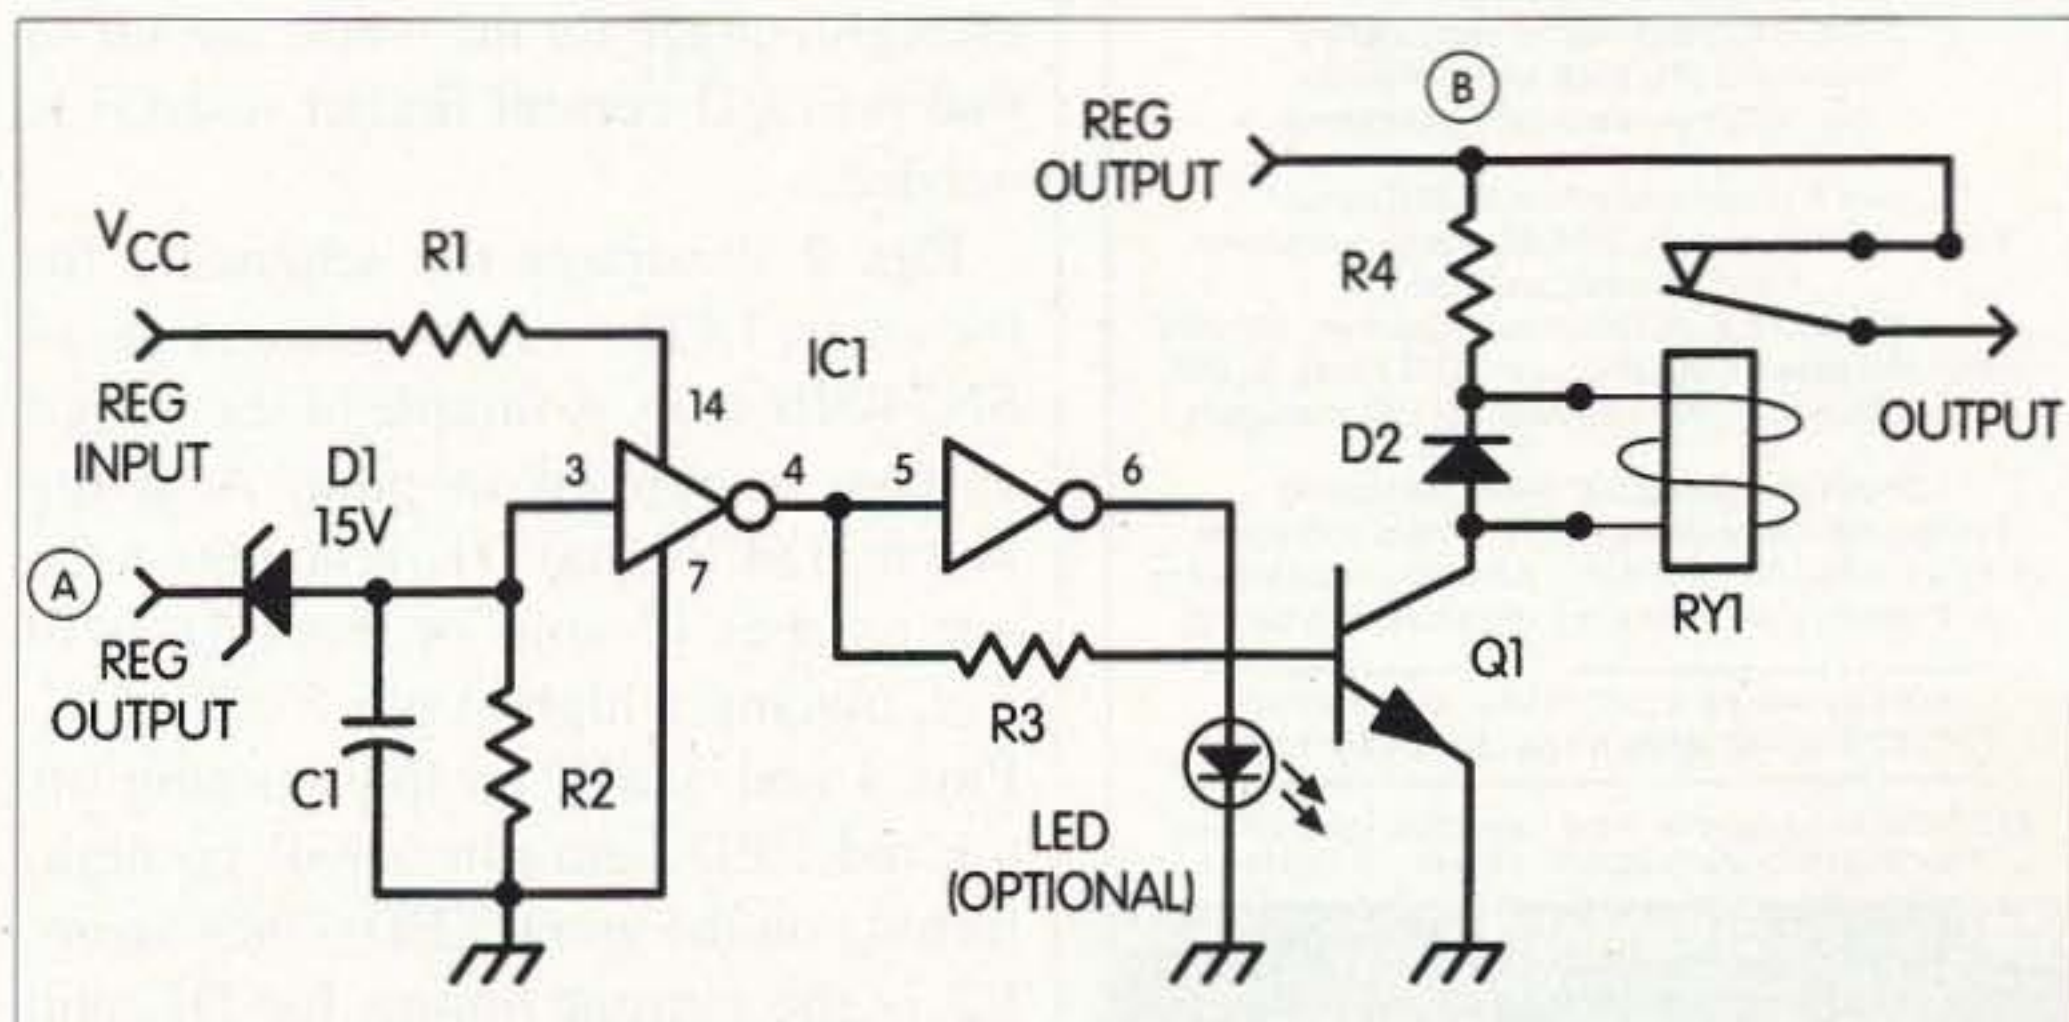 B
REG
OUTPUT
VCC
R1
R4
IC1
REG
INPUT
14
OUTPUT
D1
15V
3
4
5
6
D2
A
7
REG
OUTPUT
RY1
Q1
R3
C1
R2
LED
(OPTIONAL)